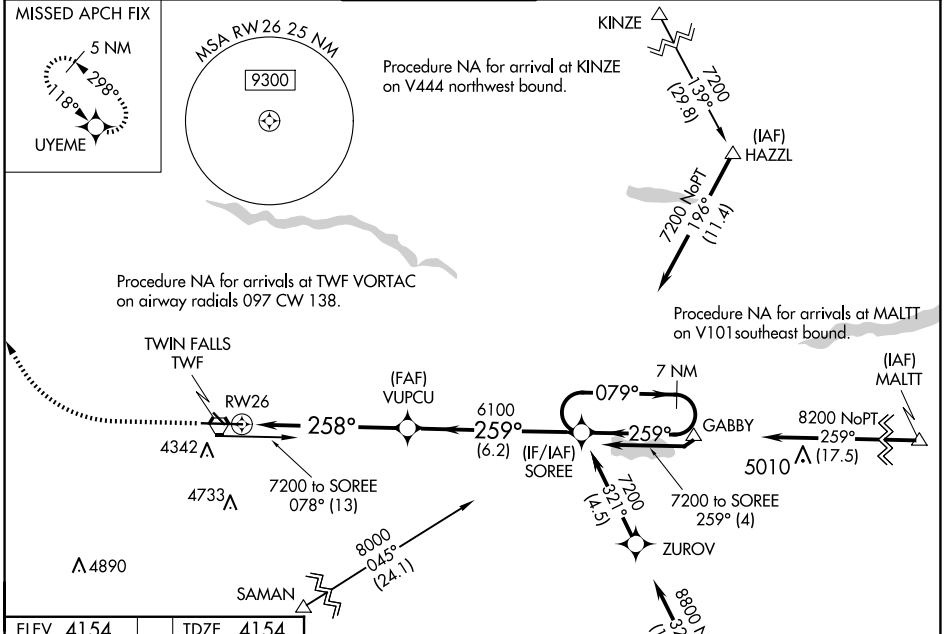 MISSED APCH FIX
5 NM
298°
118°
UYEME
MSA RW26 25 NM
9300
Procedure NA for arrival at KINZE
on V444 northwest bound.
KINZE
7200
139°
(29.8)
(IAF)
HAZZL
7200 NoPT
196°
(11.4)
Procedure NA for arrivals at TWF VORTAC
on airway radials 097 CW 138.
Procedure NA for arrivals at MALTT
on V101southeast bound.
TWIN FALLS
TWF
RW26
4342
258°
(FAF)
VUPCU
6100
259°
(6.2)
(IF/IAF)
SOREE
079°
7 NM
259°
GABBY
(IAF)
MALTT
8200 NoPT
259°
(17.5)
5010
7200 to SOREE
078° (13)
7200 to SOREE
259° (4)
4733
4890
7200
321°
(4.5)
ZUROV
8000
045°
(24.1)
SAMAN
8800
ELEV 4154
TDZE 4154